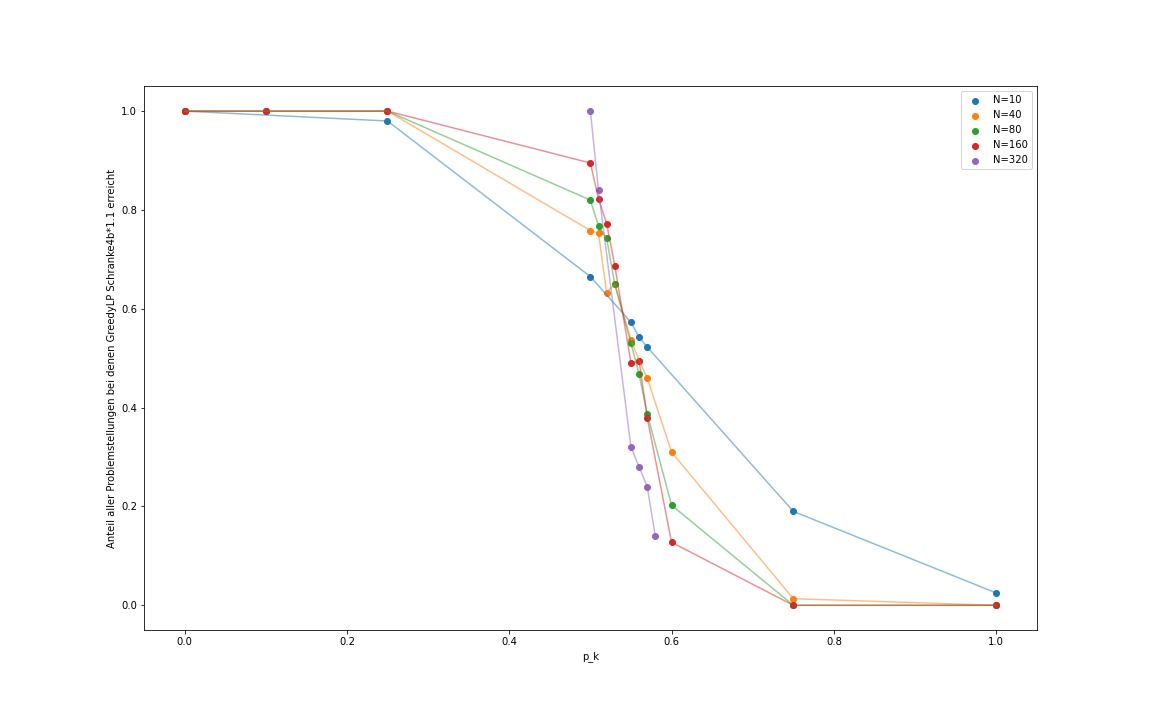 Anteil aller Problemstellungen bei denen GreedyLP Schranke4b*1.1 erreicht
1.0
0.8
0.6
0.4
0.2
0.0
0.0 0.2 0.4 0.6 0.8 1.0
p_k
N=10
N=40
N=80
N=160
N=320